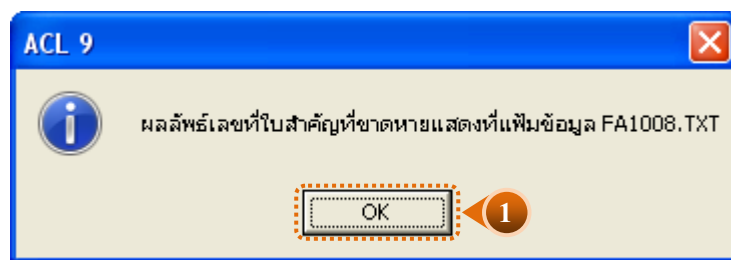 ACL 9
ผลลัพธ์เลขที่ใบสำคัญที่ขาดหายแสดงที่แฟ้มข้อมูล FA1008.TXT
OK
1